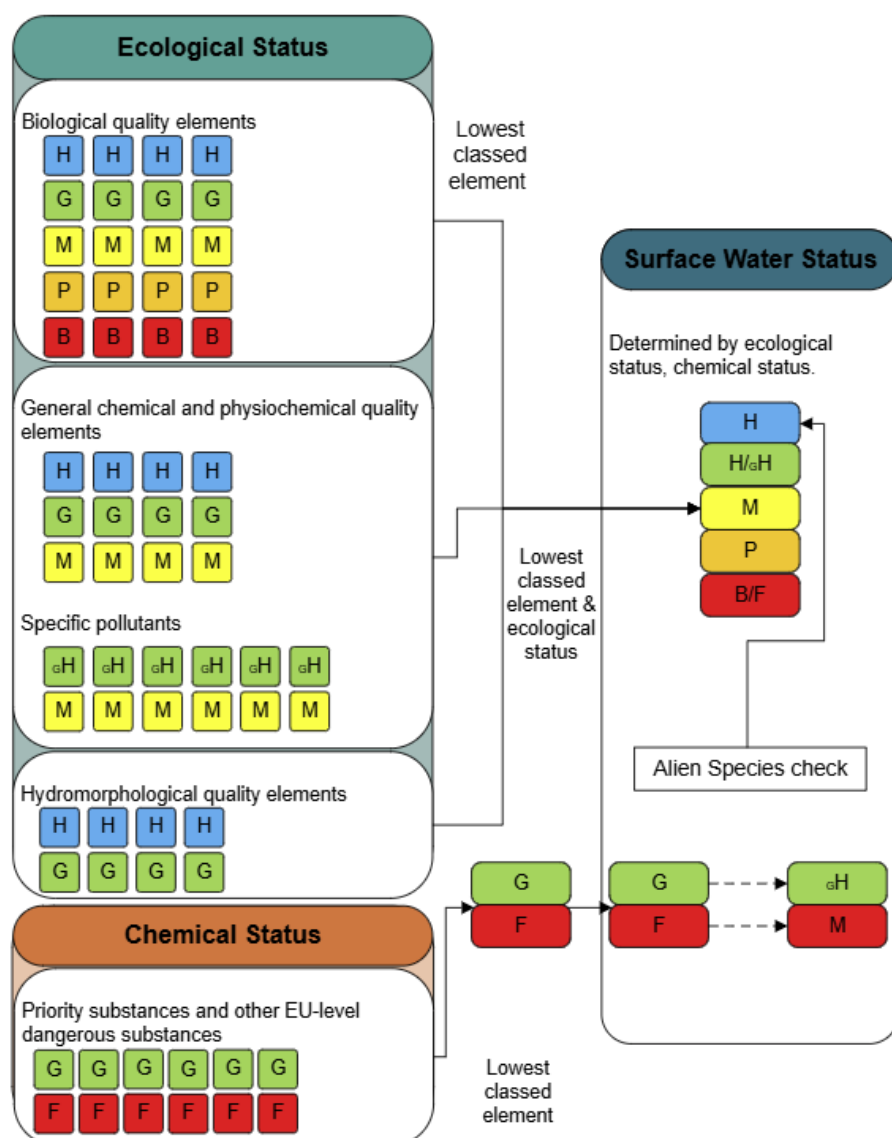 Ecological Status
Biological quality elements
H H H H
G G G G
M M M M
P P P P
B B B B
General chemical and physiochemical quality
elements
H H H H
G G G G
M M M M
Specific pollutants
GH GH GH GH GH GH
M M M M M M
Hydromorphological quality elements
H H H H
G G G G
Chemical Status
Priority substances and other EU-level
dangerous substances
G G G G G G
F F F F F F
Lowest
classed
element
Lowest
classed
element &
ecological
status
G
F
Lowest
classed
element
Surface Water Status
Determined by ecological
status, chemical status.
H
H/GH
M
P
B/F
Alien Species check
G GH
F M